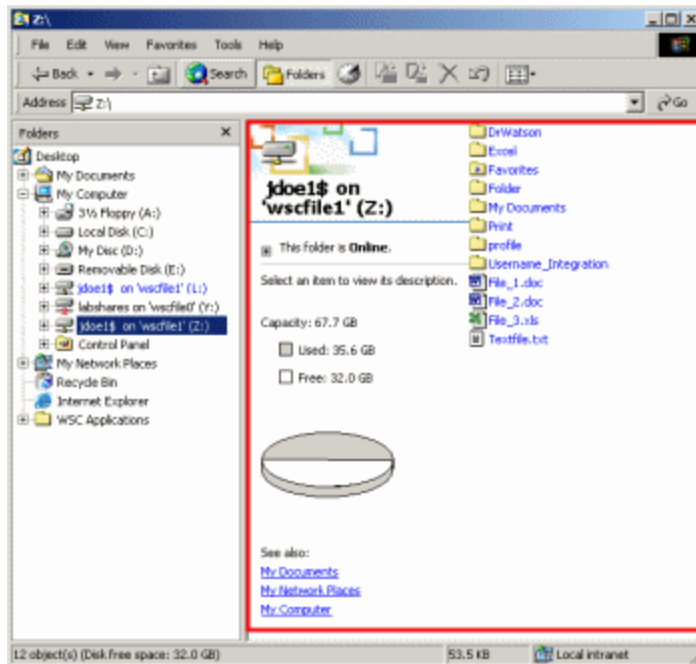 Z:\
File Edit View Favorites Tools Help
Back Search Folders
Address Z:\ Go
Folders x
Desktop
My Documents
My Computer
3½ Floppy (A:)
Local Disk (C:)
My Disc (D:)
Removable Disk (E:)
jdoe1$ on 'wscfile1' (L:)
labshares on 'wscfile0' (Y:)
jdoe1$ on 'wscfile1' (Z:)
Control Panel
My Network Places
Recycle Bin
Internet Explorer
WSC Applications
jdoe1$ on
'wscfile1' (Z:)
This folder is Online.
Select an item to view its description.
Capacity: 67.7 GB
Used: 35.6 GB
Free: 32.0 GB
See also:
My Documents
My Network Places
My Computer
DrWatson
Excel
Favorites
Folder
My Documents
Print
profile
Username_Integration
File_1.doc
File_2.doc
File_3.xls
Textfile.txt
12 object(s) (Disk free space: 32.0 GB) 53.5 KB Local intranet